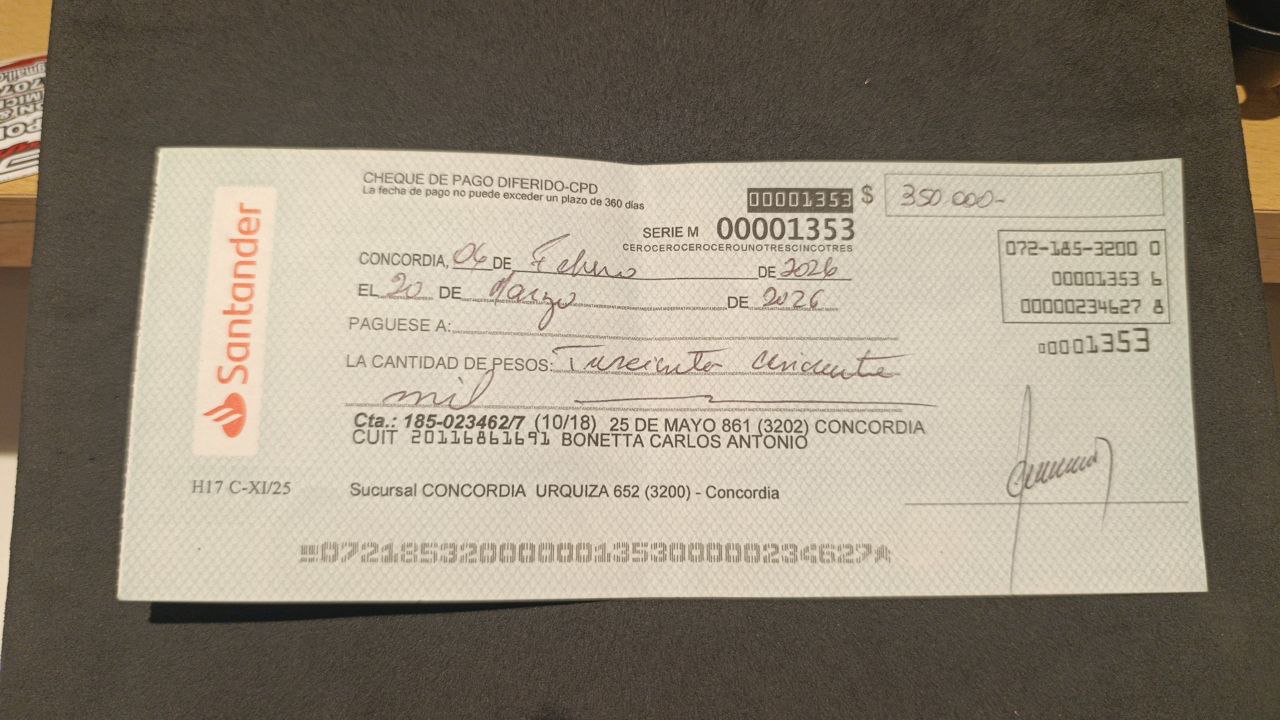 CHEQUE DE PAGO DIFERIDO-CPD
La fecha de pago no puede exceder un plazo de 360 días
00001353 $ 350.000-
SERIE M 00001353
CEROCEROCEROCEROUNOTRESCINCOTRES
CONCORDIA, 06 DE Febrero DE 2026
EL 20 DE Marzo DE 2026
PAGUESE A:
LA CANTIDAD DE PESOS: Trescientos cincuenta
mil
Cta.: 185-023462/7 (10/18) 25 DE MAYO 861 (3202) CONCORDIA
CUIT 20116861691 BONETTA CARLOS ANTONIO
Sucursal CONCORDIA URQUIZA 652 (3200) - Concordia
072-185-3200 0
00001353 6
00000234627 8
00001353
Santander
H17 C-XI/25
07218532000000135300000234627
gmail.c
707